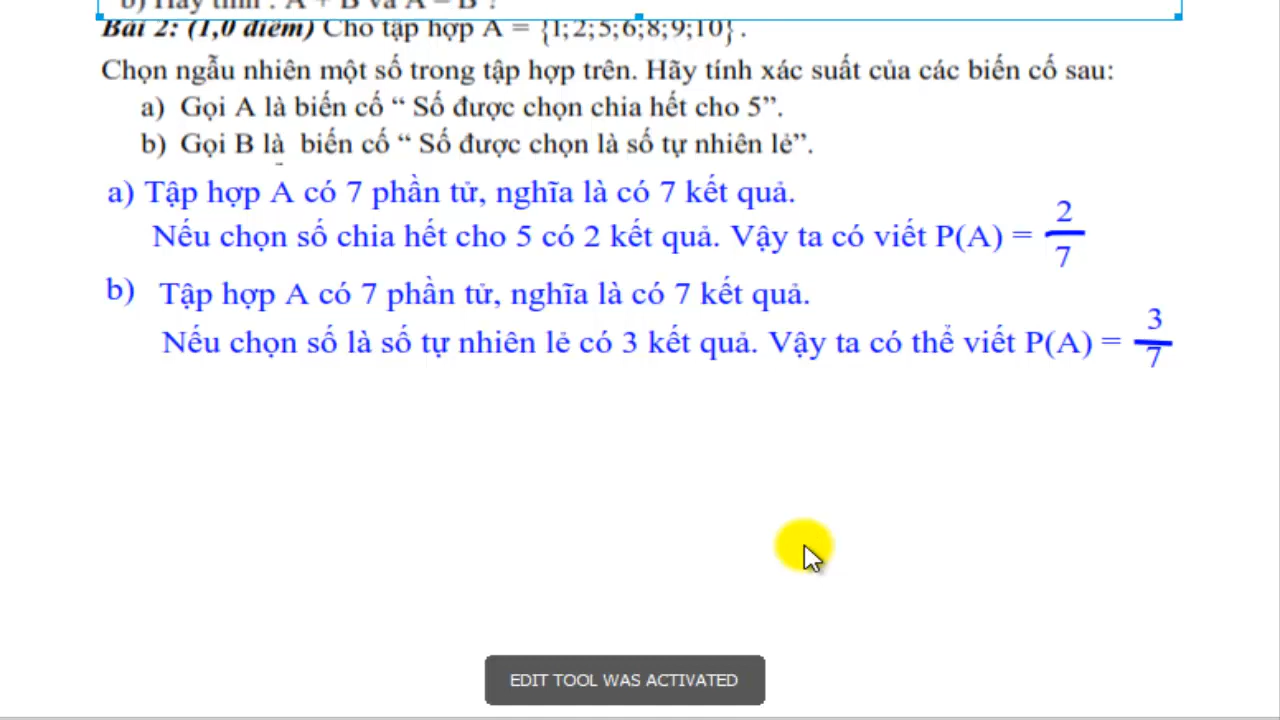 b) Hãy tính : A + B và A – B ?
Bài 2: (1,0 điểm) Cho tập hợp A = {1;2;5;6;8;9;10}.
Chọn ngẫu nhiên một số trong tập hợp trên. Hãy tính xác suất của các biến cố sau:
a) Gọi A là biến cố “ Số được chọn chia hết cho 5”.
b) Gọi B là biến cố “ Số được chọn là số tự nhiên lẻ”.
a) Tập hợp A có 7 phần tử, nghĩa là có 7 kết quả.
Nếu chọn số chia hết cho 5 có 2 kết quả. Vậy ta có viết P(A) = 2/7
b) Tập hợp A có 7 phần tử, nghĩa là có 7 kết quả.
Nếu chọn số là số tự nhiên lẻ có 3 kết quả. Vậy ta có thể viết P(A) = 3/7
EDIT TOOL WAS ACTIVATED